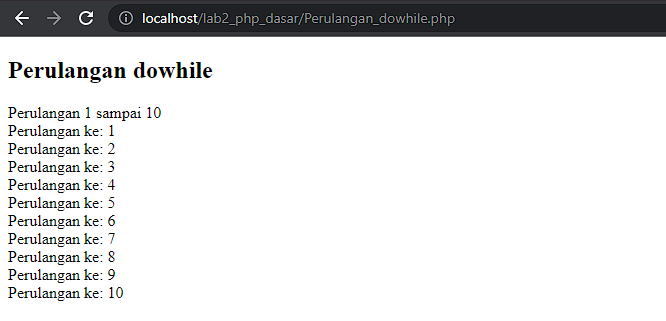 localhost/lab2_php_dasar/Perulangan_dowhile.php
Perulangan dowhile
Perulangan 1 sampai 10
Perulangan ke: 1
Perulangan ke: 2
Perulangan ke: 3
Perulangan ke: 4
Perulangan ke: 5
Perulangan ke: 6
Perulangan ke: 7
Perulangan ke: 8
Perulangan ke: 9
Perulangan ke: 10